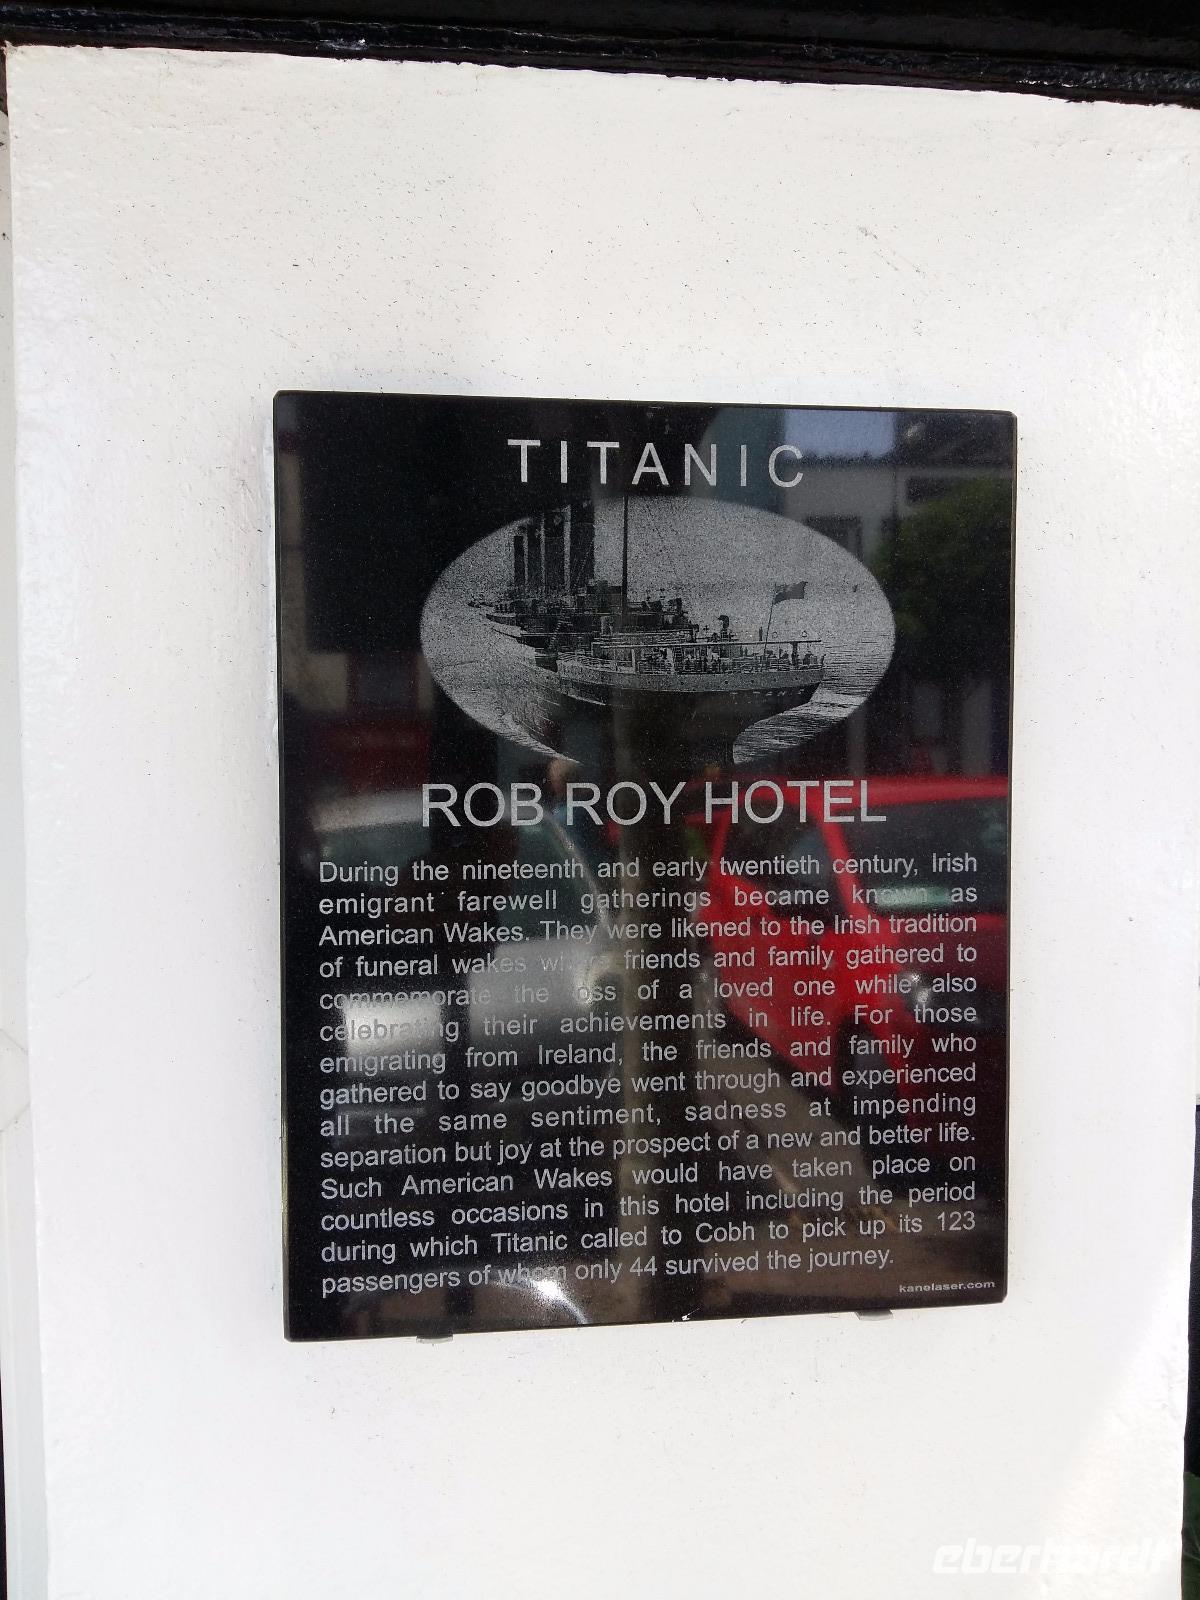 TITANIC
TITANIC
ROB ROY HOTEL
During the nineteenth and early twentieth century, Irish
emigrant farewell gatherings became known as
American Wakes. They were likened to the Irish tradition
of funeral wakes where friends and family gathered to
commemorate the loss of a loved one while also
celebrating their achievements in life. For those
emigrating from Ireland, the friends and family who
gathered to say goodbye went through and experienced
all the same sentiment, sadness at impending
separation but joy at the prospect of a new and better life.
Such American Wakes would have taken place on
countless occasions in this hotel including the period
during which Titanic called to Cobh to pick up its 123
passengers of whom only 44 survived the journey.
kanelaser.com
eberhardt